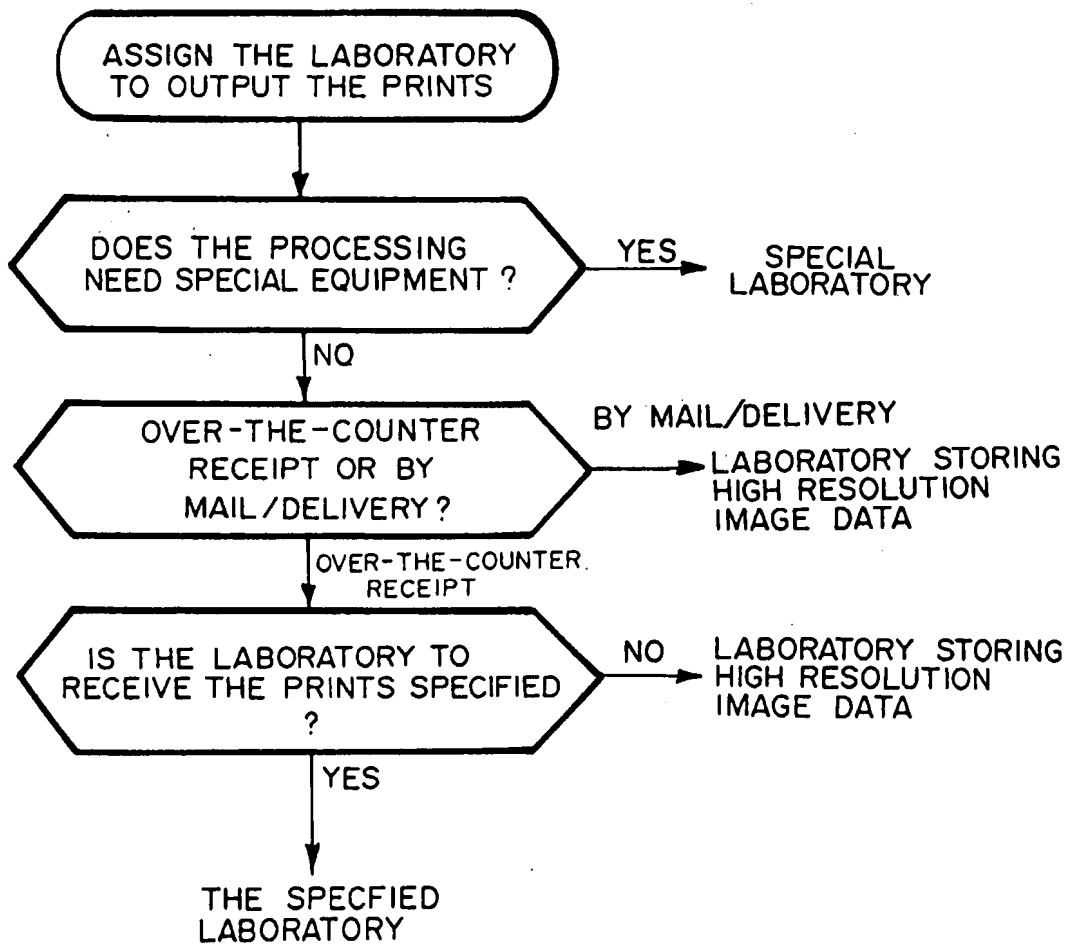 ASSIGN THE LABORATORY
TO OUTPUT THE PRINTS
DOES THE PROCESSING
NEED SPECIAL EQUIPMENT ?
YES
SPECIAL
LABORATORY
NO
OVER-THE-COUNTER
RECEIPT OR BY
MAIL/DELIVERY ?
BY MAIL/DELIVERY
LABORATORY STORING
HIGH RESOLUTION
IMAGE DATA
OVER-THE-COUNTER
RECEIPT
IS THE LABORATORY TO
RECEIVE THE PRINTS SPECIFIED
?
NO
LABORATORY STORING
HIGH RESOLUTION
IMAGE DATA
YES
THE SPECFIED
LABORATORY